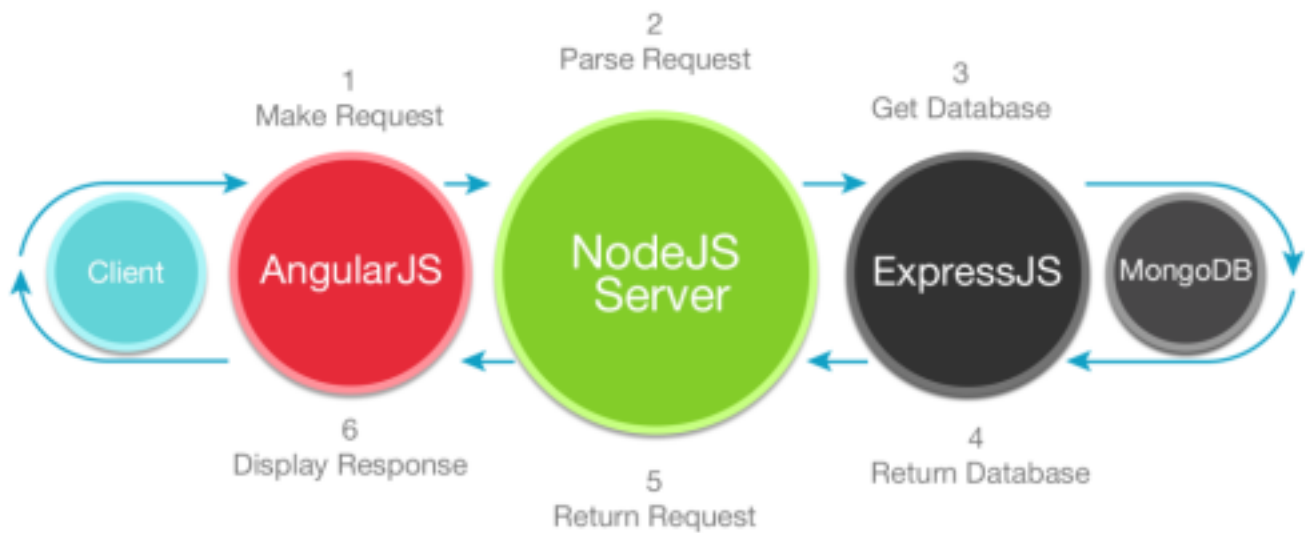 1
Make Request
2
Parse Request
3
Get Database
Client
AngularJS
NodeJS
Server
ExpressJS
MongoDB
6
Display Response
5
Return Request
4
Return Database